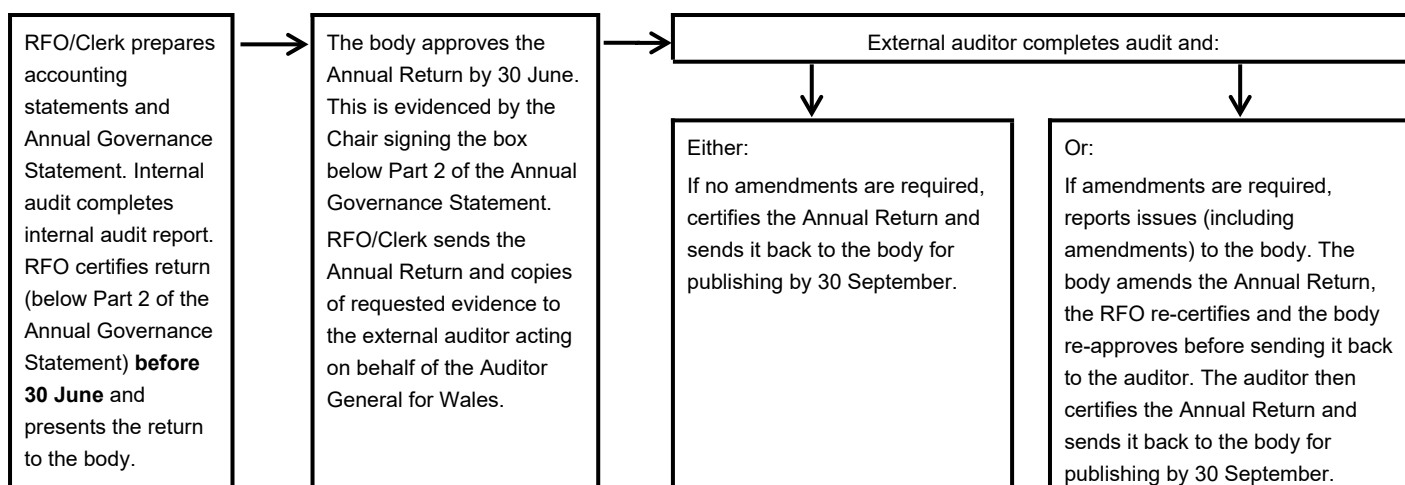 RFO/Clerk prepares
accounting
statements and
Annual Governance
Statement. Internal
audit completes
internal audit report.
RFO certifies return
(below Part 2 of the
Annual Governance
Statement) before
30 June and
presents the return
to the body.
The body approves the
Annual Return by 30 June.
This is evidenced by the
Chair signing the box
below Part 2 of the Annual
Governance Statement.
RFO/Clerk sends the
Annual Return and copies
of requested evidence to
the external auditor acting
on behalf of the Auditor
General for Wales.
External auditor completes audit and:
Either:
If no amendments are required,
certifies the Annual Return and
sends it back to the body for
publishing by 30 September.
Or:
If amendments are required,
reports issues (including
amendments) to the body. The
body amends the Annual Return,
the RFO re-certifies and the body
re-approves before sending it back
to the auditor. The auditor then
certifies the Annual Return and
sends it back to the body for
publishing by 30 September.